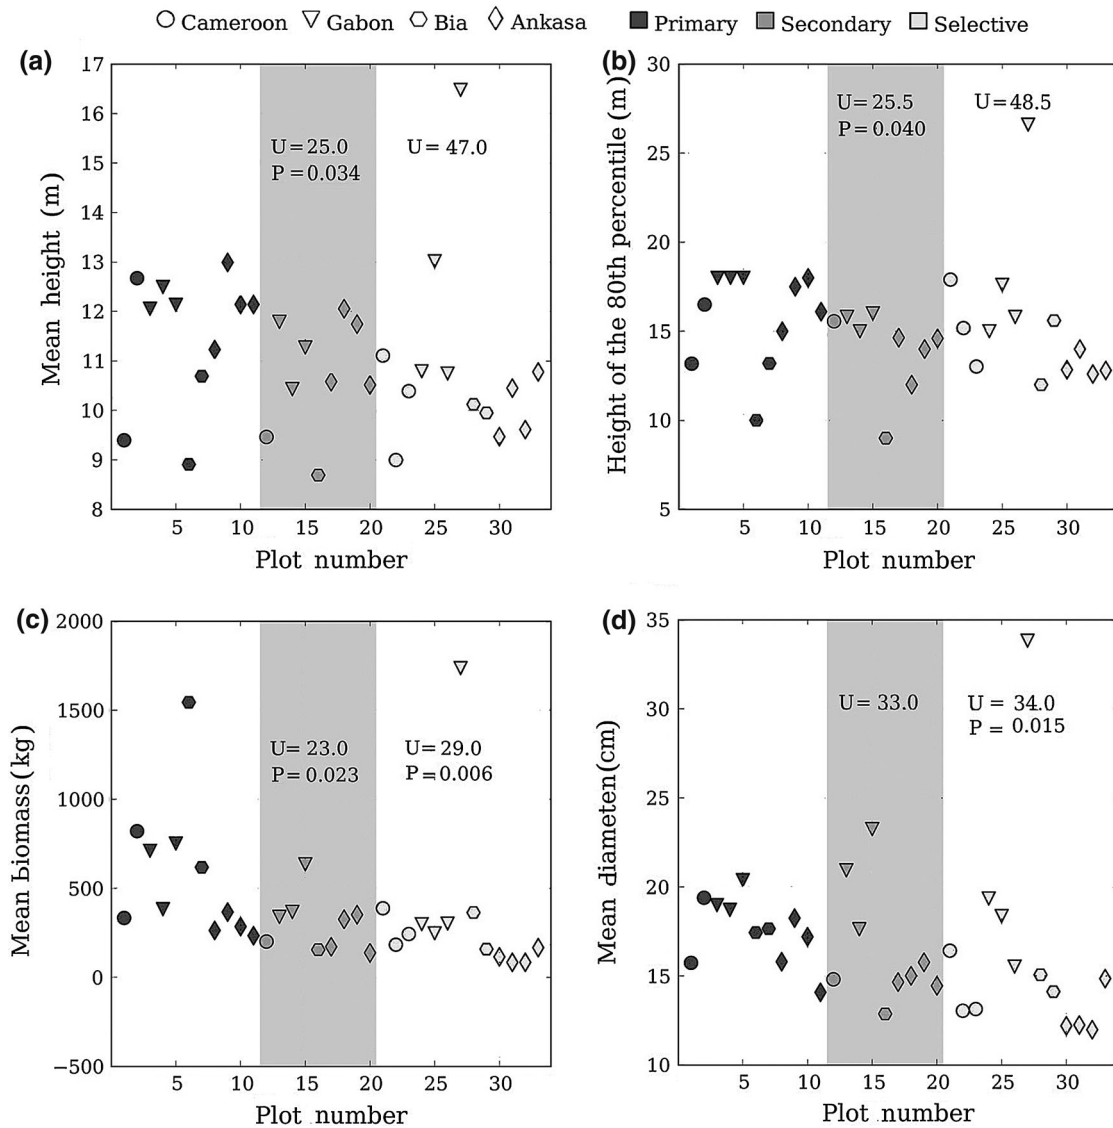 Cameroon Gabon Bia Ankasa Primary Secondary Selective
(a)
17
16
15
14
13
12
11
10
9
8
Mean height (m)
U=25.0
P=0.034
U=47.0
5 10 15 20 25 30
Plot number
(b)
30
25
20
15
10
5
Height of the 80th percentile (m)
U=25.5
P=0.040
U=48.5
5 10 15 20 25 30
Plot number
(c)
2000
1500
1000
500
0
−500
Mean biomass(kg)
U=23.0
P=0.023
U=29.0
P=0.006
5 10 15 20 25 30
Plot number
(d)
35
30
25
20
15
10
Mean diameten(cm)
U=33.0
U= 34.0
P= 0.015
5 10 15 20 25 30
Plot number